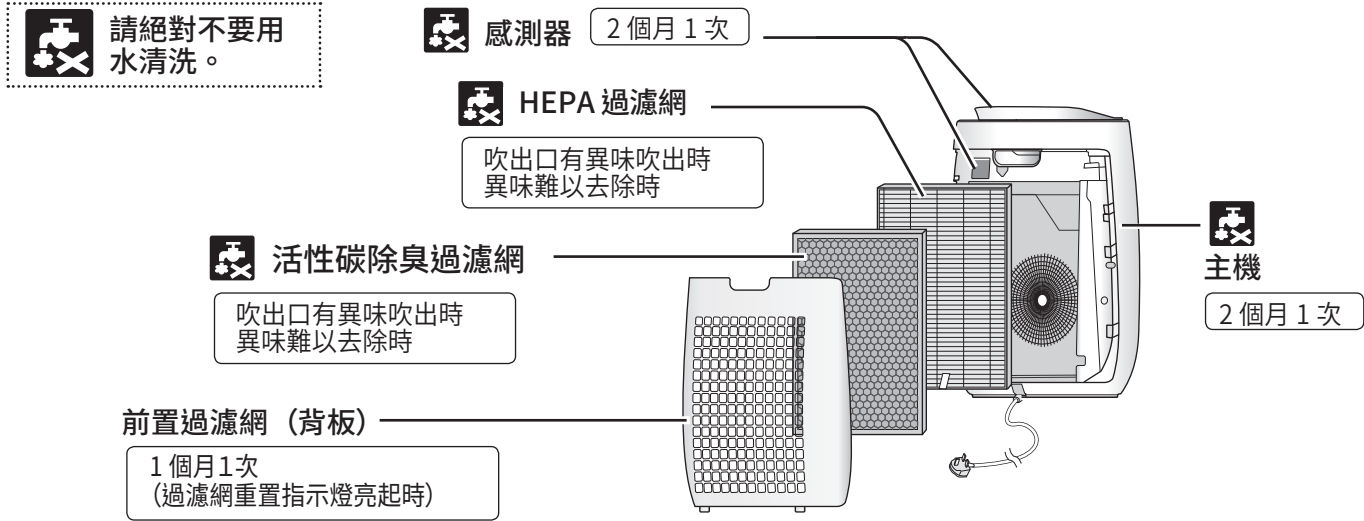 請絕對不要用
水清洗。
感測器
2個月1次
HEPA 過濾網
吹出口有異味吹出時
異味難以去除時
活性碳除臭過濾網
吹出口有異味吹出時
異味難以去除時
主機
2個月1次
前置過濾網（背板）
1個月1次
（過濾網重置指示燈亮起時）